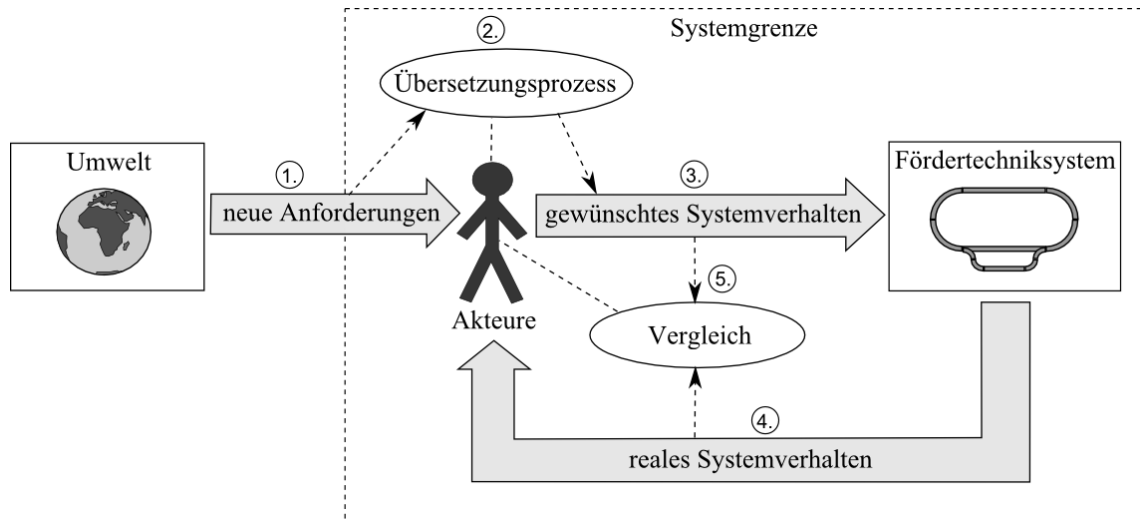 Systemgrenze
2.
Übersetzungsprozess
Umwelt
1.
neue Anforderungen
3.
gewünschtes Systemverhalten
Fördertechniksystem
Akteure
5.
Vergleich
4.
reales Systemverhalten